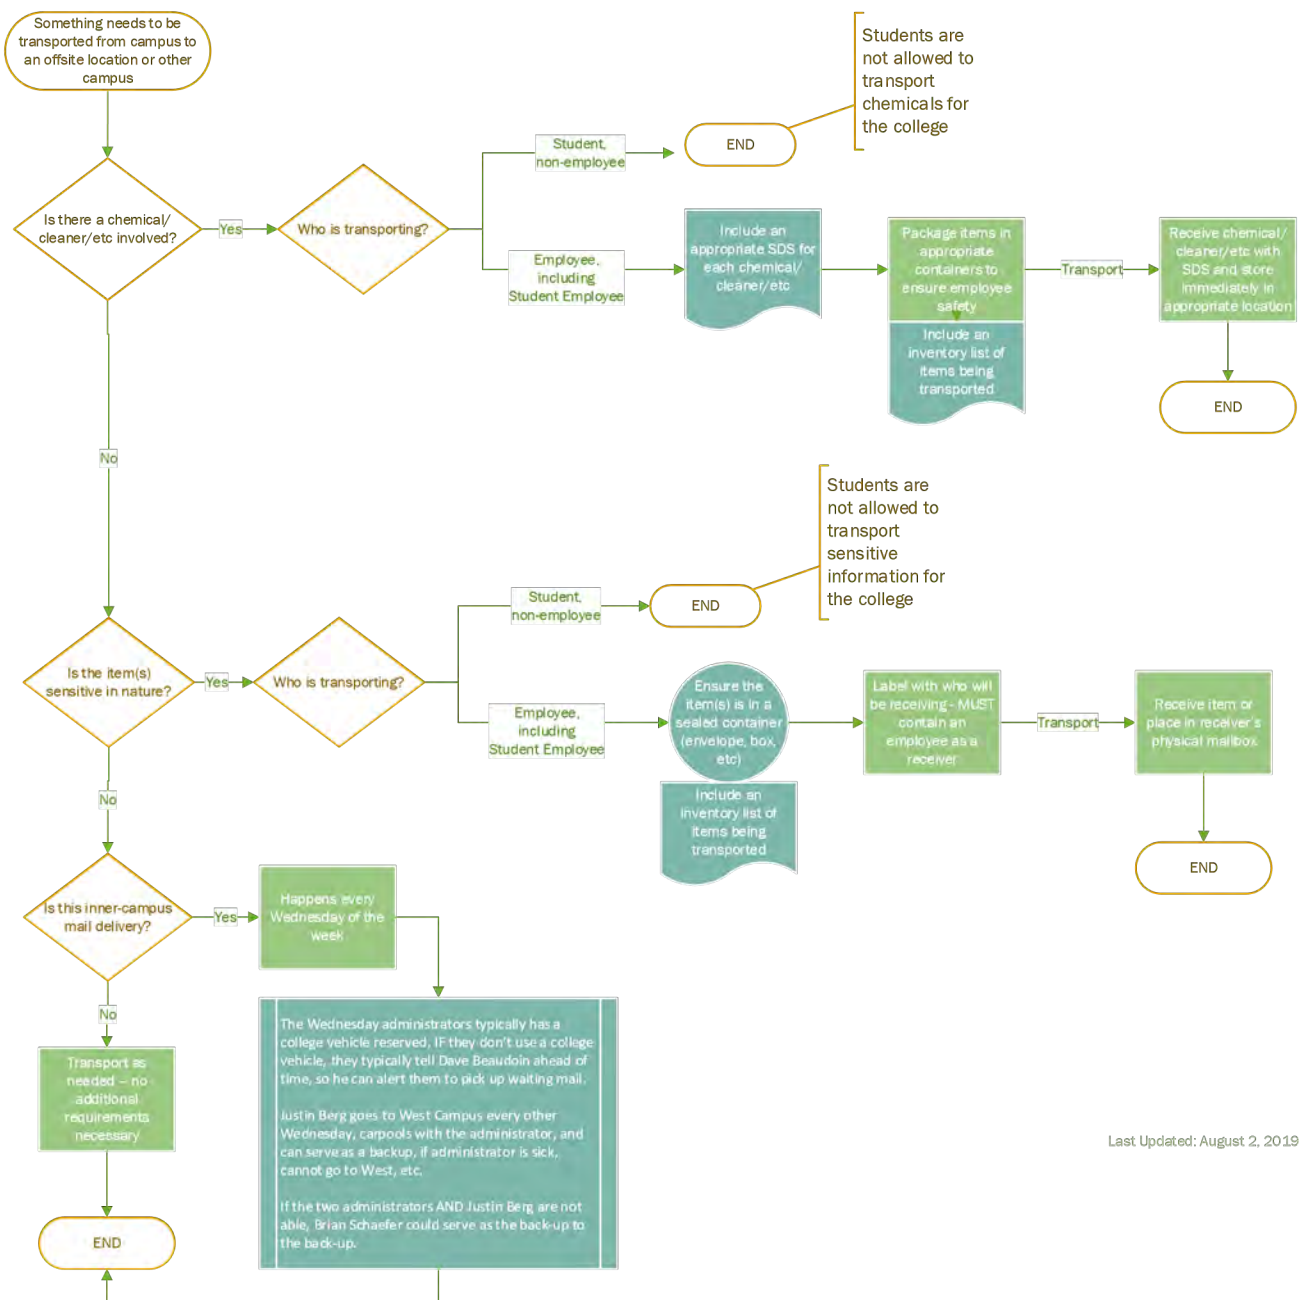 Something needs to be
transported from campus to
an offsite location or other
campus
Students are
not allowed to
transport
chemicals for
the college
END
Student,
non-employee
Is there a chemical/
cleaner/etc involved?
Yes
Who is transporting?
Employee,
including
Student Employee
Include an
appropriate SDS for
each chemical/
cleaner/etc
Package items in
appropriate
containers to
ensure employee
safety
Include an
inventory list of
items being
transported
Transport
Receive chemical/
cleaner/etc with
SDS and store
immediately in
appropriate location
END
No
Students are
not allowed to
transport
sensitive
information for
the college
END
Student,
non-employee
Is the item(s)
sensitive in nature?
Yes
Who is transporting?
Employee,
including
Student Employee
Ensure the
item(s) is in a
sealed container
(envelope, box,
etc)
Include an
inventory list of
items being
transported
Label with who will
be receiving - MUST
contain an
employee as a
receiver
Transport
Receive item or
place in receiver's
physical mailbox
END
No
Is this inner-campus
mail delivery?
Yes
Happens every
Wednesday of the
week
The Wednesday administrators typically has a
college vehicle reserved, IF they don't use a college
vehicle, they typically tell Dave Beaudoin ahead of
time, so he can alert them to pick up waiting mail.
Justin Berg goes to West Campus every other
Wednesday, carpools with the administrator, and
can serve as a backup, if administrator is sick,
cannot go to West, etc.
If the two administrators AND Justin Berg are not
able, Brian Schaefer could serve as the back-up to
the back-up.
No
Transport as
needed – no
additional
requirements
necessary
END
Last Updated: August 2, 2019